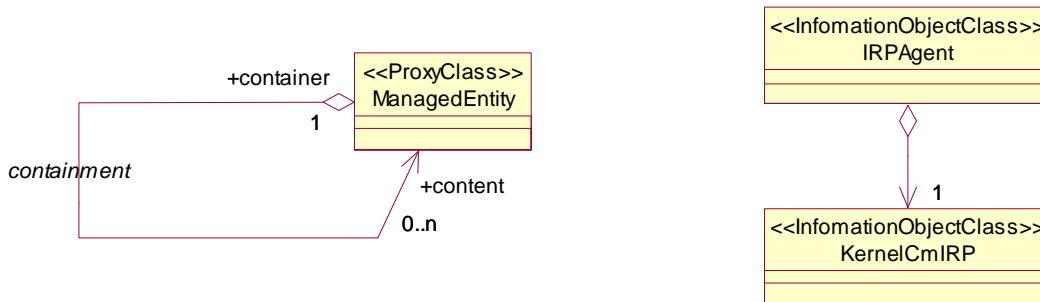 +container
1
<<ProxyClass>>
ManagedEntity
containment
+content
0..n
<<InfomationObjectClass>>
IRPAgent
1
<<InfomationObjectClass>>
KernelCmIRP